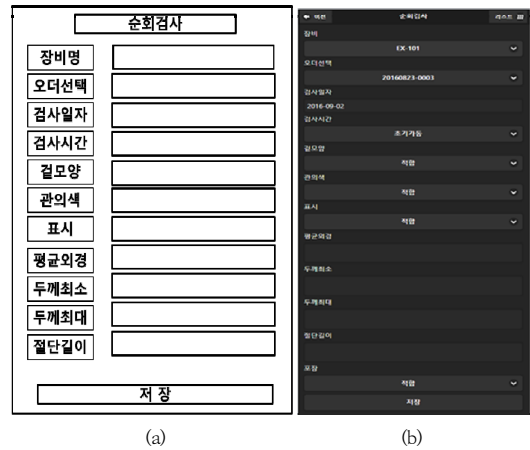 순회검사
장비명
오더선택
검사일자
검사시간
겉모양
관의색
표시
평균외경
두께최소
두께최대
절단길이
저 장
(a)
순회검사
리스트
장비
EX-101
오더선택
20160823-0003
검사일자
2016-09-02
검사시간
초기가동
겉모양
적합
관의색
적합
표시
적합
평균외경
두께최소
두께최대
절단길이
포장
적합
저장
(b)